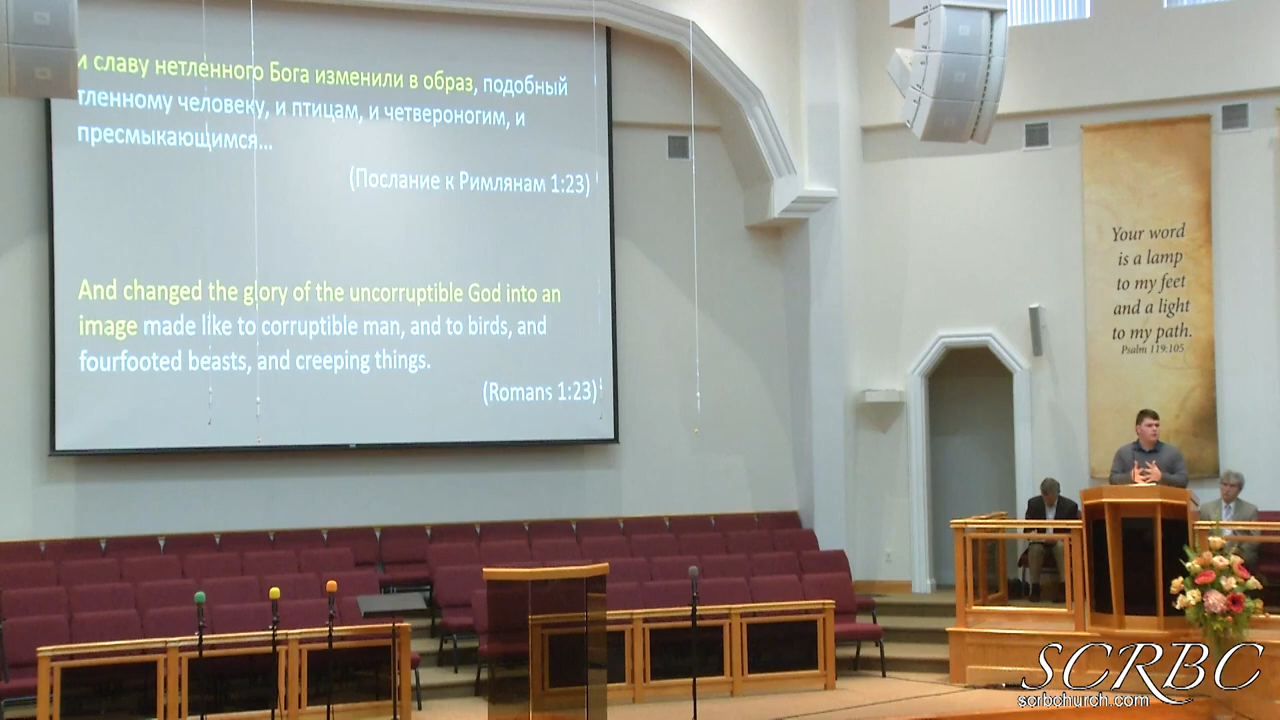 и славу нетленного Бога изменили в образ, подобный
тленному человеку, и птицам, и четвероногим, и
пресмыкающимся...
(Послание к Римлянам 1:23)
And changed the glory of the uncorruptible God into an
image made like to corruptible man, and to birds, and
fourfooted beasts, and creeping things.
(Romans 1:23)
Your word
is a lamp
to my feet
and a light
to my path.
Psalm 119:105
SCRBC
scrbchurch.com